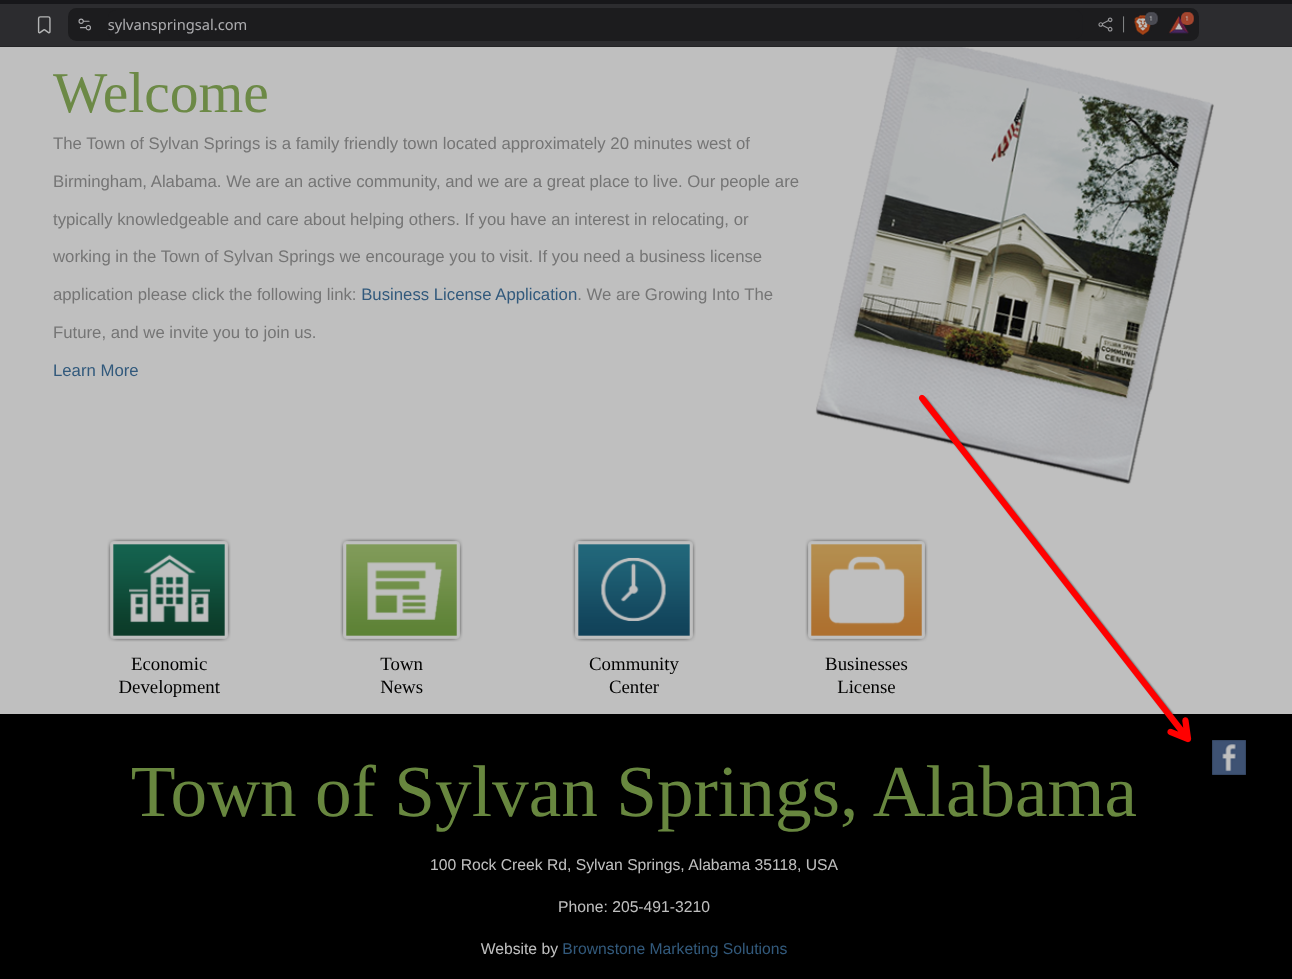 sylvanspringsal.com
1
1
Welcome
The Town of Sylvan Springs is a family friendly town located approximately 20 minutes west of
Birmingham, Alabama. We are an active community, and we are a great place to live. Our people are
typically knowledgeable and care about helping others. If you have an interest in relocating, or
working in the Town of Sylvan Springs we encourage you to visit. If you need a business license
application please click the following link: Business License Application. We are Growing Into The
Future, and we invite you to join us.
Learn More
SYLVAN SPRINGS
COMMUNITY
CENTER
Economic
Development
Town
News
Community
Center
Businesses
License
f
Town of Sylvan Springs, Alabama
100 Rock Creek Rd, Sylvan Springs, Alabama 35118, USA
Phone: 205-491-3210
Website by Brownstone Marketing Solutions